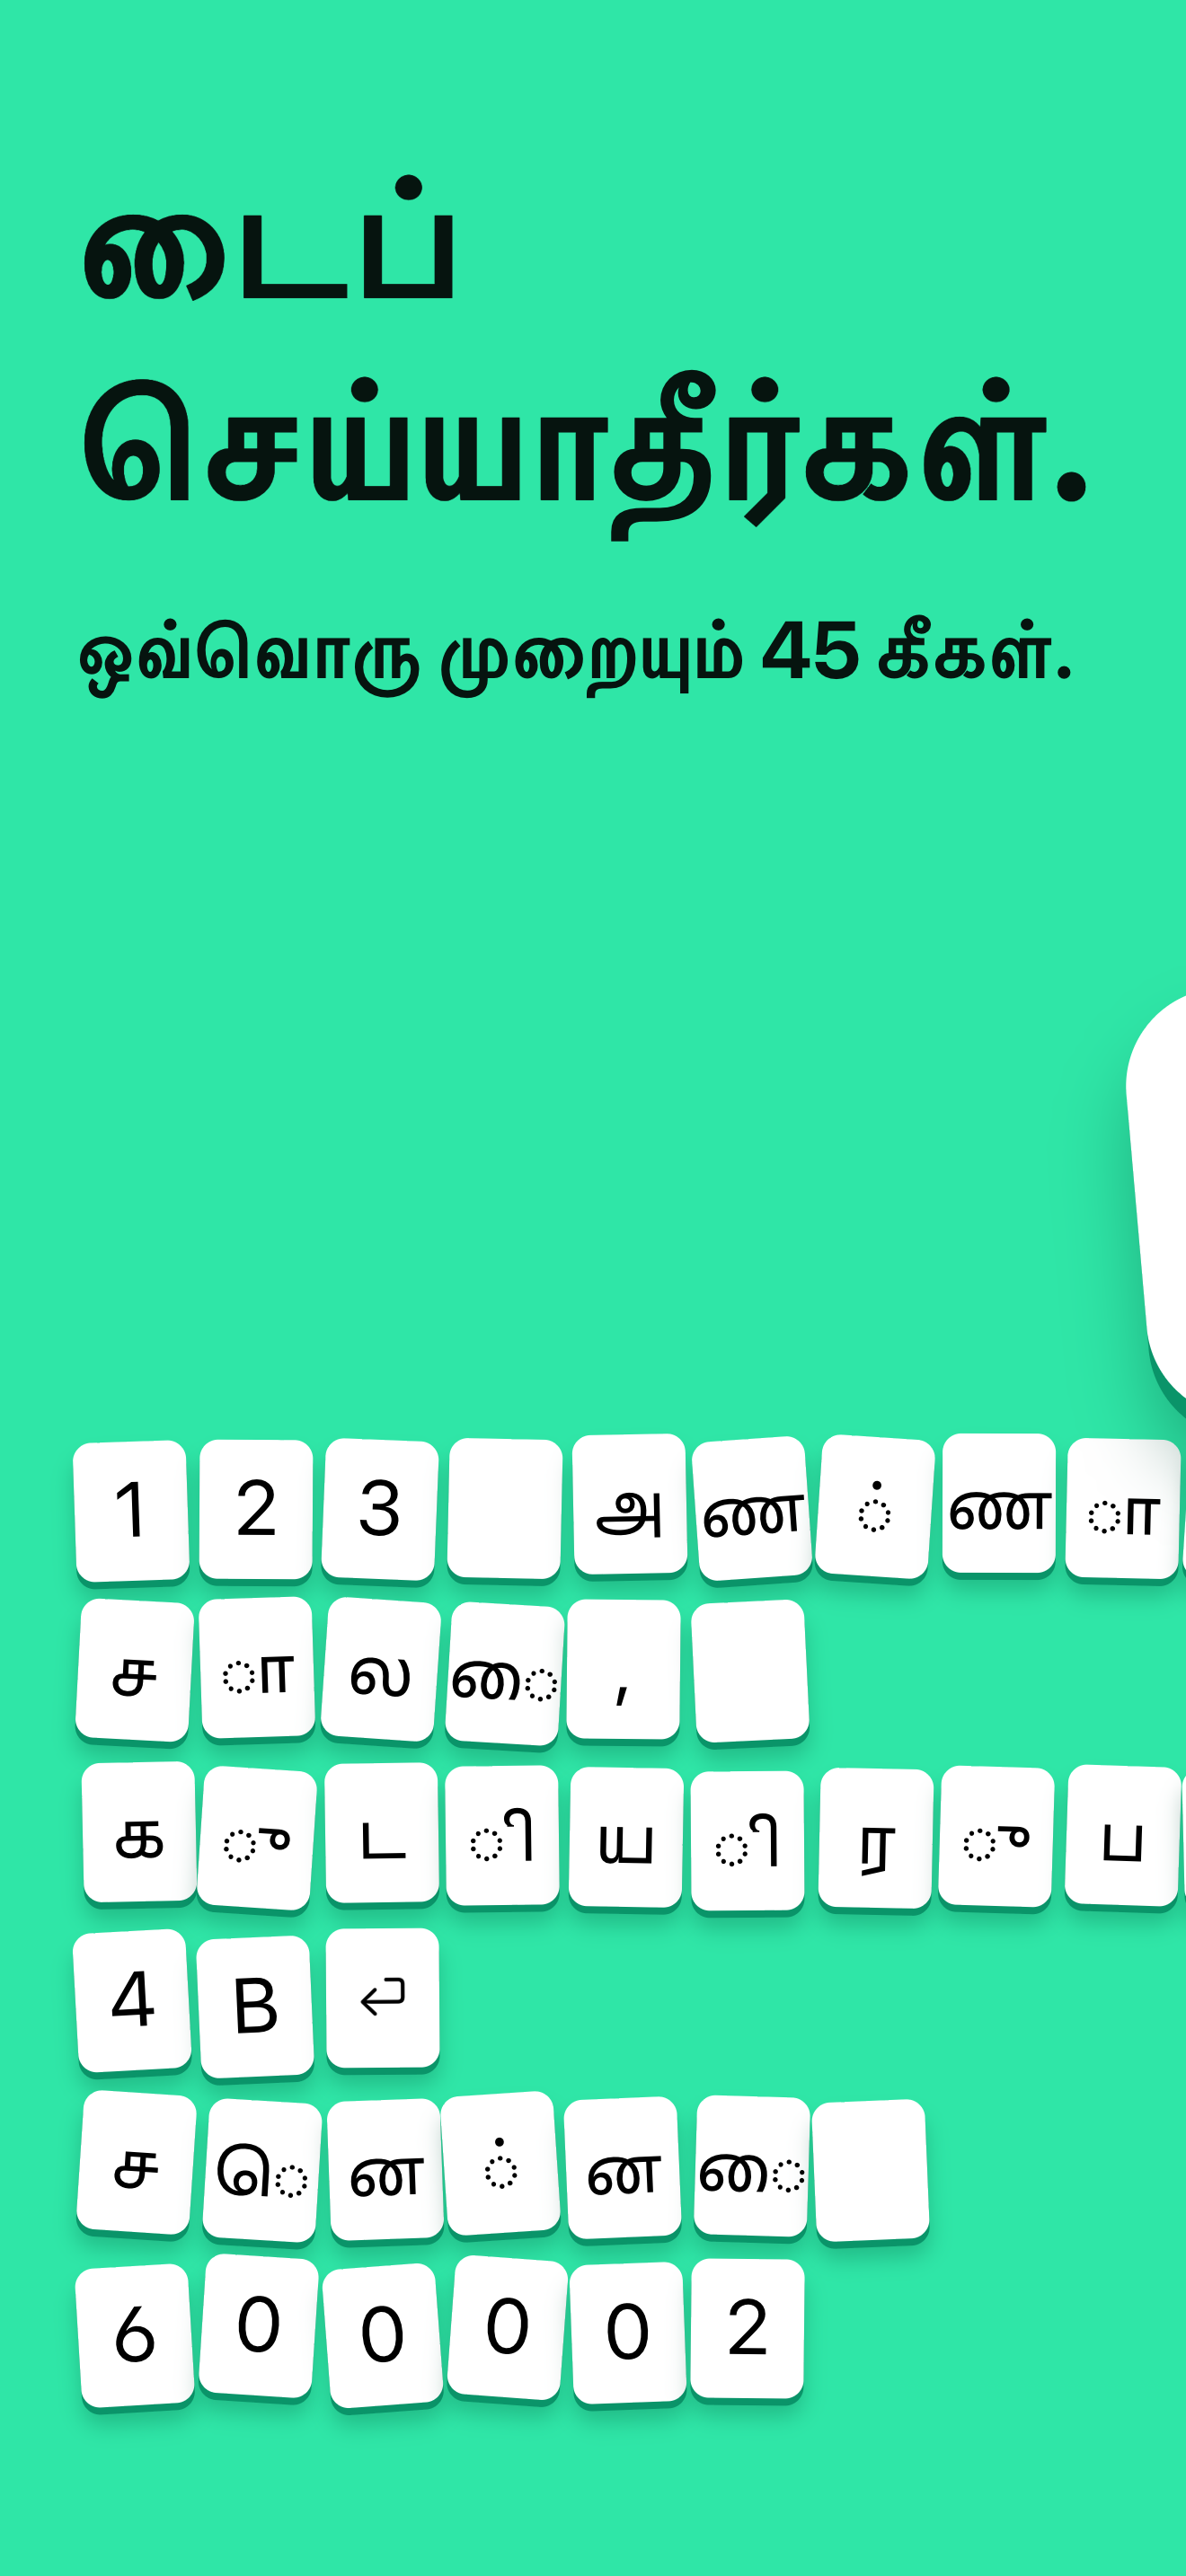 டைப்
செய்யாதீர்கள்.
ஒவ்வொரு முறையும் 45 கீகள்.
1 2 3 அ ண ் ண ா
ச ா ல ை ,
க ு ட ி ய ி ர ு ப
4 B ⏎
ச ெ ன ் ன ை
6 0 0 0 0 2